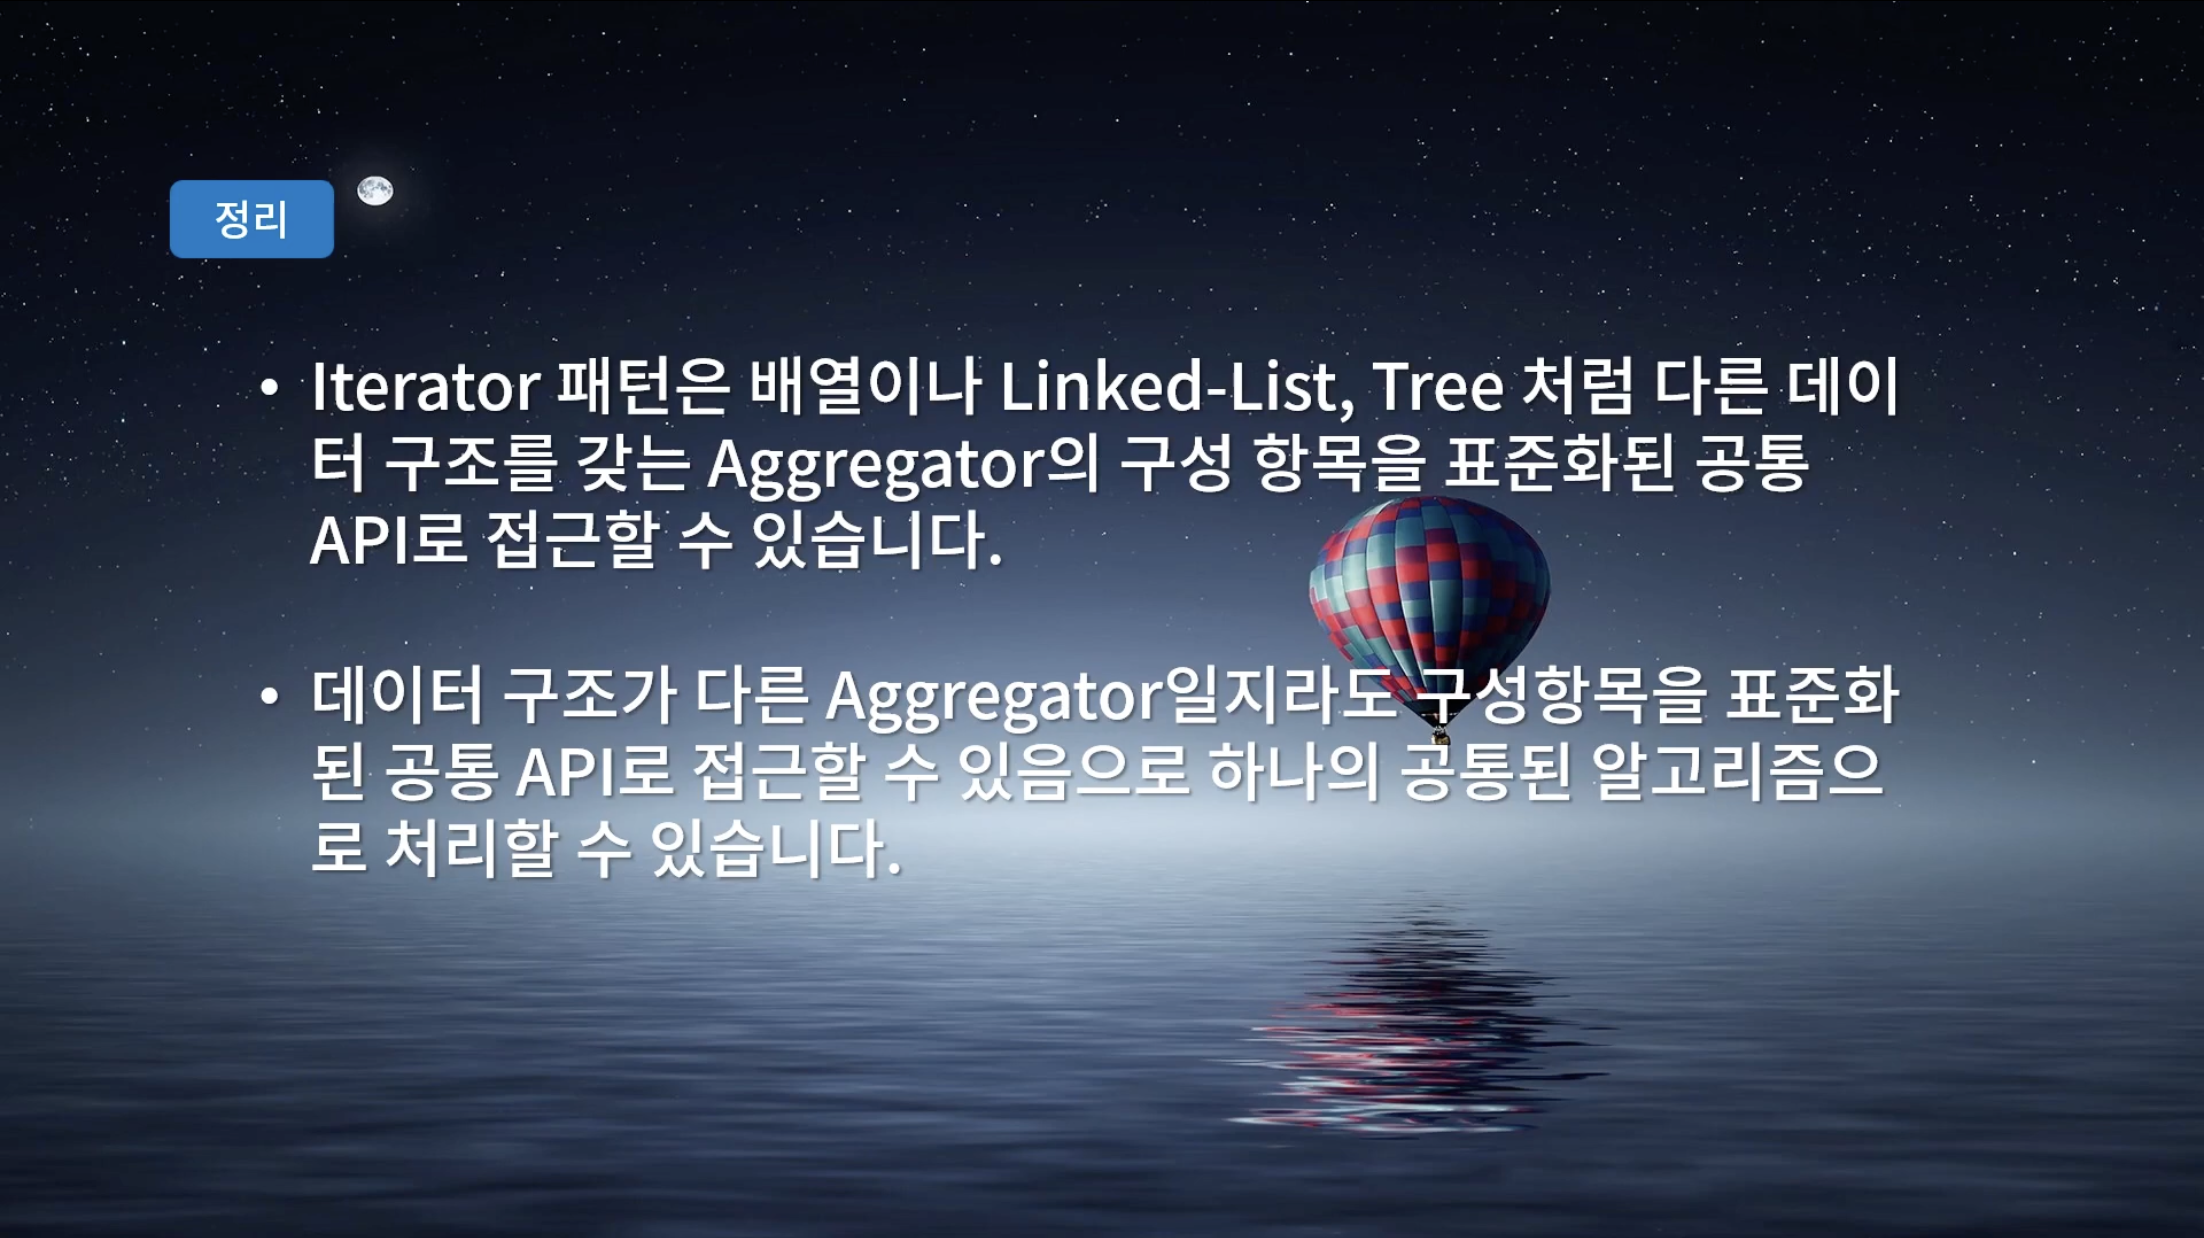 정리
• Iterator 패턴은 배열이나 Linked-List, Tree 처럼 다른 데이
터 구조를 갖는 Aggregator의 구성 항목을 표준화된 공통
API로 접근할 수 있습니다.
• 데이터 구조가 다른 Aggregator일지라도 구성항목을 표준화
된 공통 API로 접근할 수 있음으로 하나의 공통된 알고리즘으
로 처리할 수 있습니다.